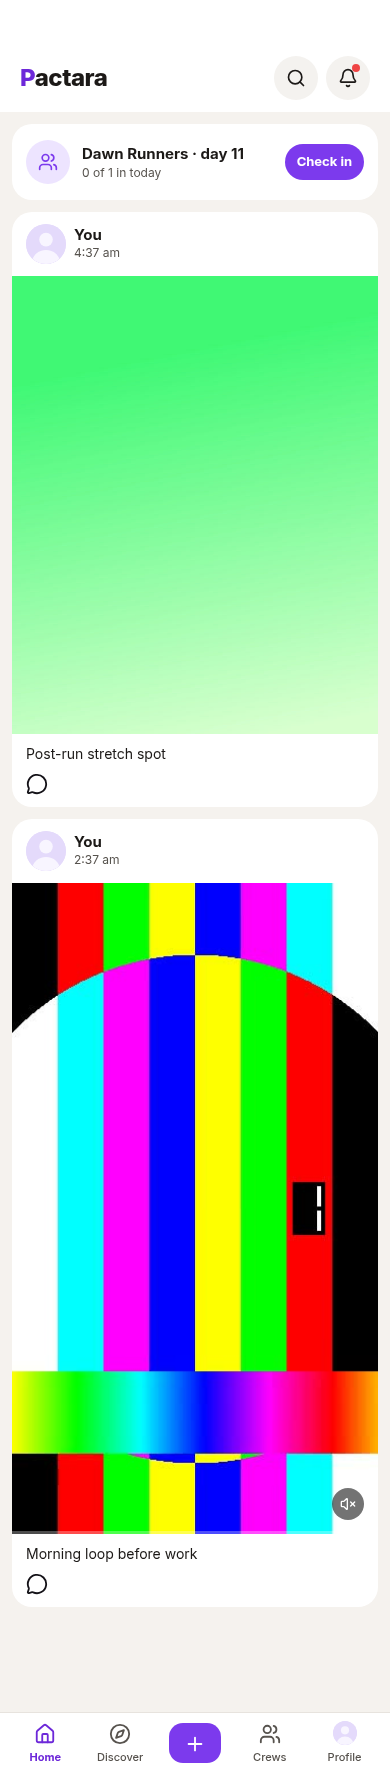 Pactara
Dawn Runners · day 11
0 of 1 in today
Check in
You
4:37 am
Post-run stretch spot
You
2:37 am
Morning loop before work
Home
Discover
Crews
Profile